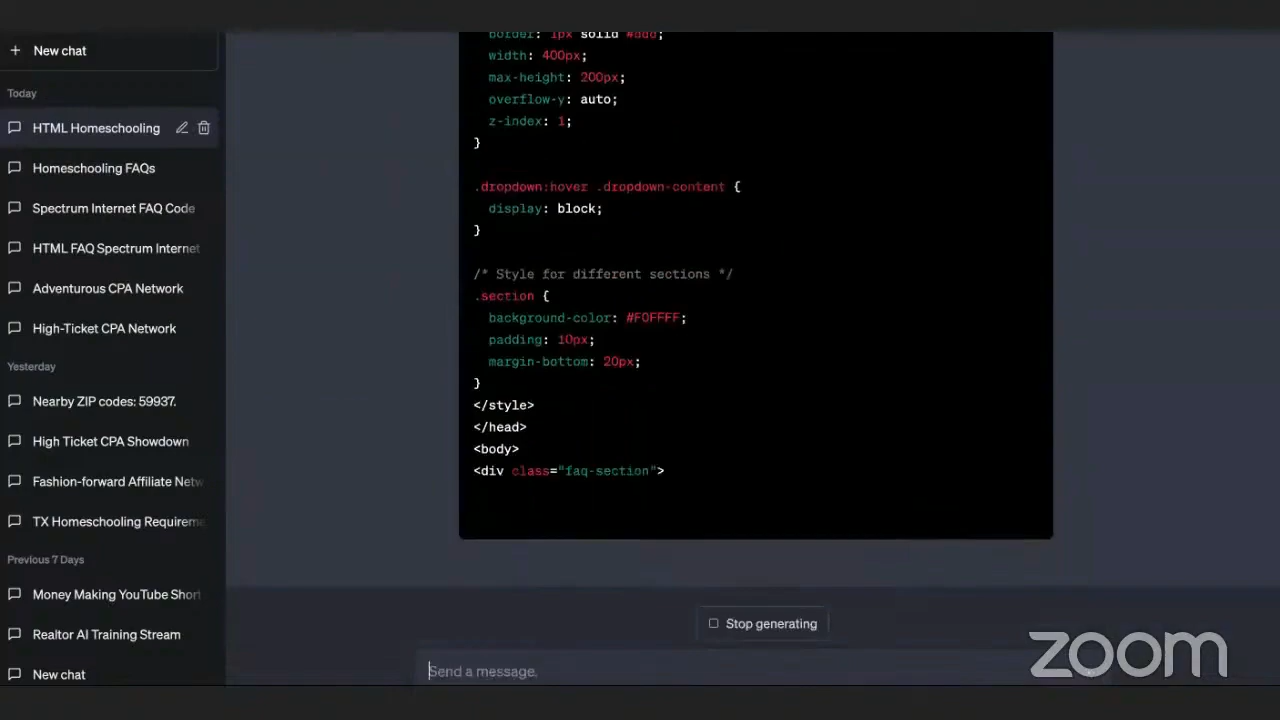 New chat
Today
HTML Homeschooling
Homeschooling FAQs
Spectrum Internet FAQ Code
HTML FAQ Spectrum Internet
Adventurous CPA Network
High-Ticket CPA Network
Yesterday
Nearby ZIP codes: 59937.
High Ticket CPA Showdown
Fashion-forward Affiliate Netw
TX Homeschooling Requireme
Previous 7 Days
Money Making YouTube Shor
Realtor AI Training Stream
New chat
border: 1px solid #ddd;
width: 400px;
max-height: 200px;
overflow-y: auto;
z-index: 1;
}
.dropdown:hover .dropdown-content {
display: block;
}
/* Style for different sections */
.section {
background-color: #F0FFFF;
padding: 10px;
margin-bottom: 20px;
}
</style>
</head>
<body>
<div class="faq-section">
Stop generating
Send a message.
zoom